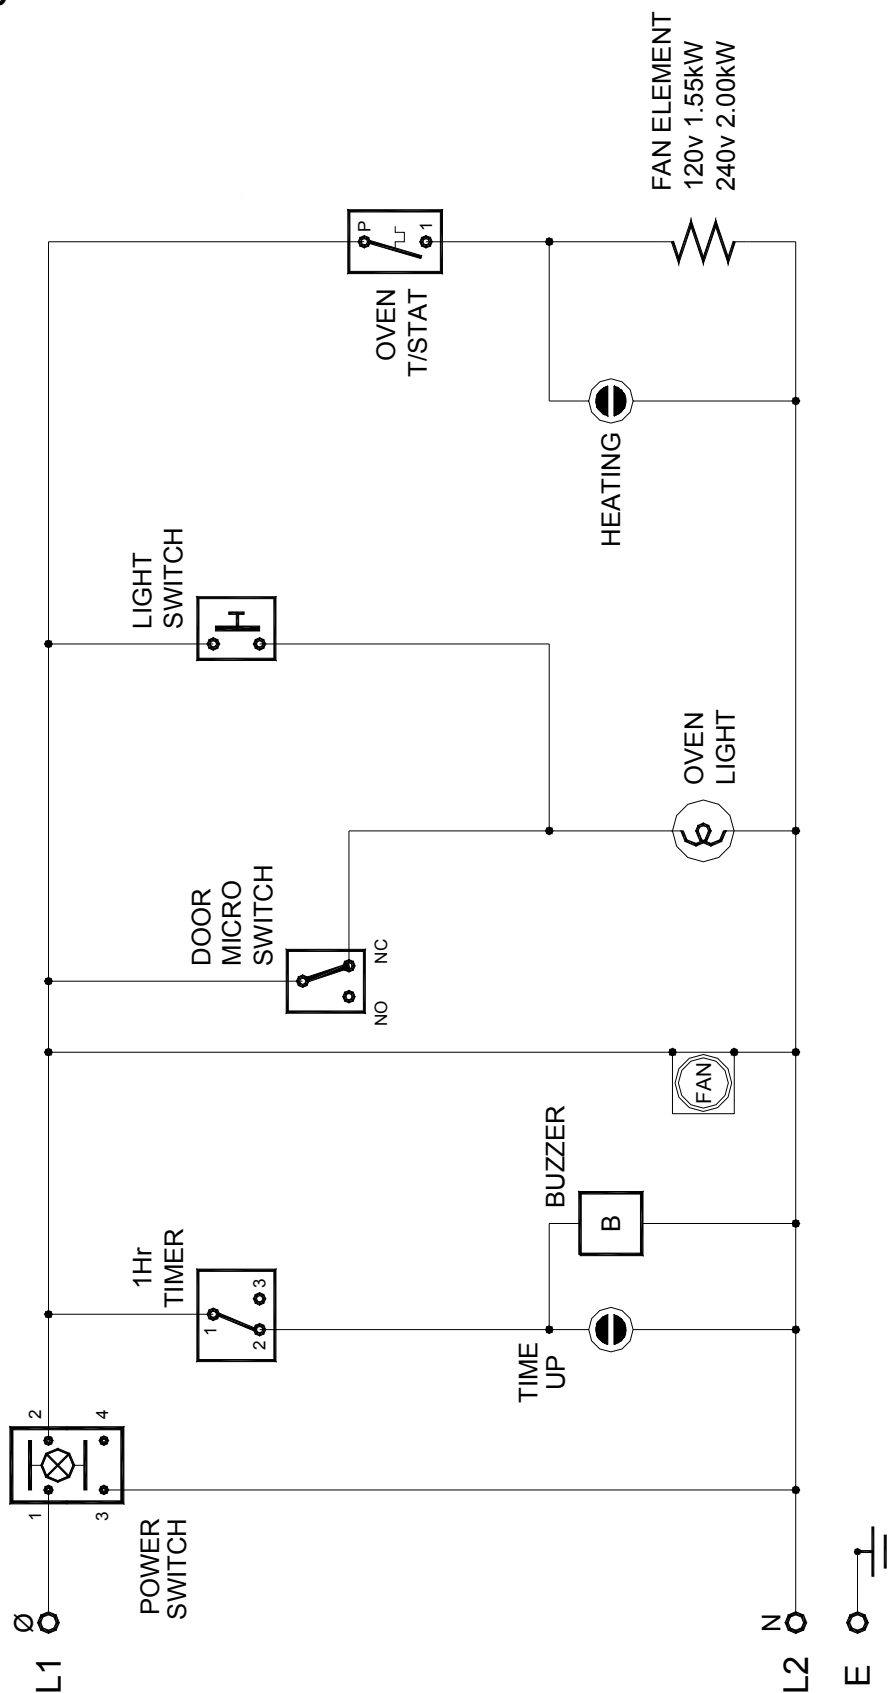 L1
Ø
POWER
SWITCH
1
2
3
4
1Hr
TIMER
1
2
3
TIME
UP
BUZZER
B
FAN
DOOR
MICRO
SWITCH
NO
NC
LIGHT
SWITCH
OVEN
LIGHT
OVEN
T/STAT
P
1
HEATING
FAN ELEMENT
120v 1.55kW
240v 2.00kW
L2
N
E